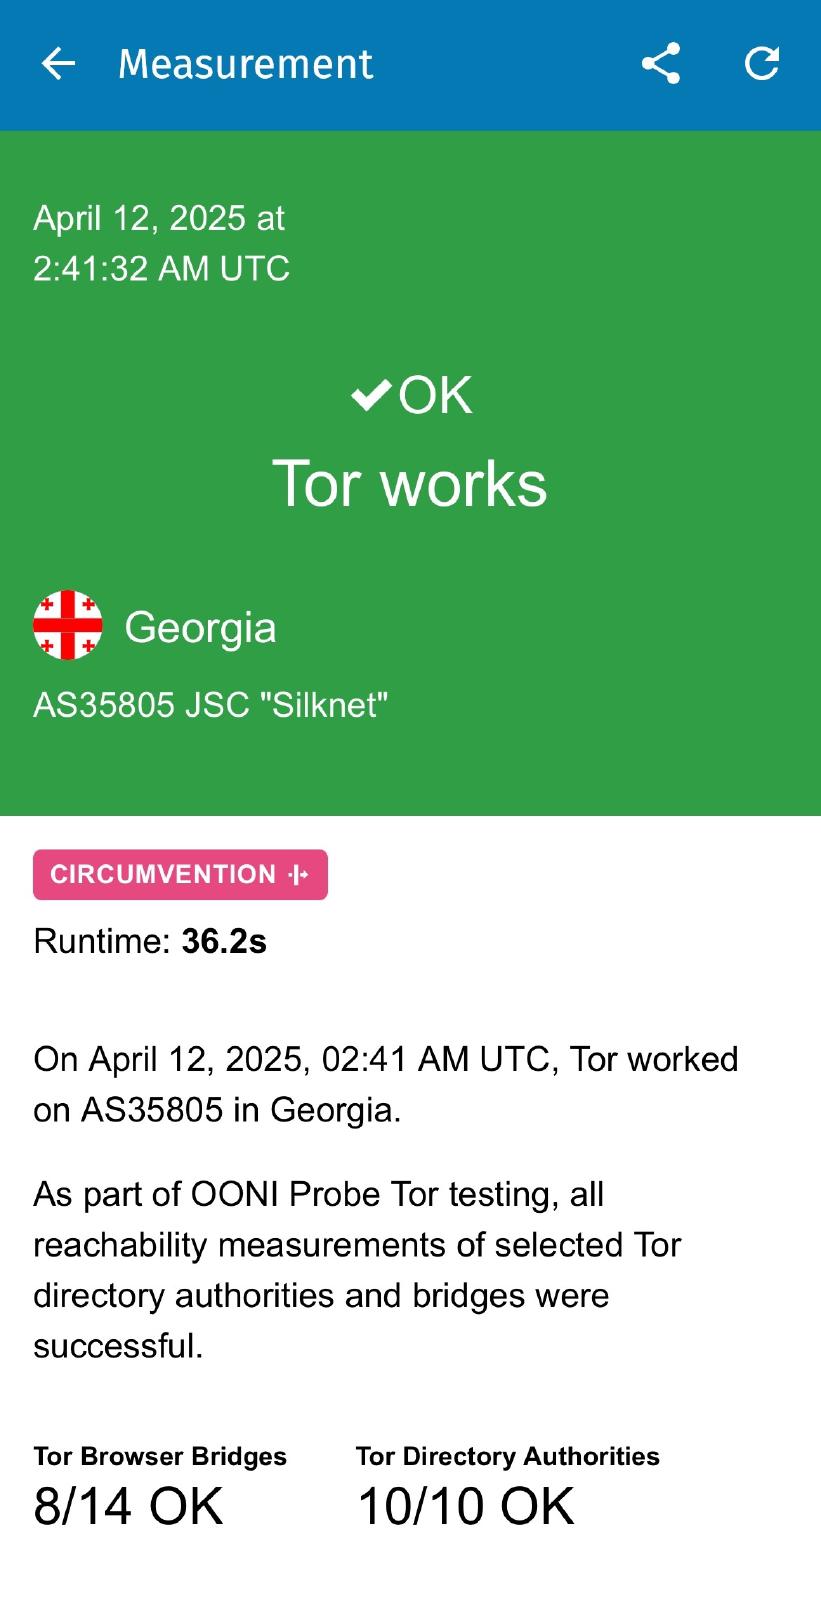 Measurement
April 12, 2025 at
2:41:32 AM UTC
OK
Tor works
Georgia
AS35805 JSC "Silknet"
CIRCUMVENTION
Runtime: 36.2s
On April 12, 2025, 02:41 AM UTC, Tor worked
on AS35805 in Georgia.
As part of OONI Probe Tor testing, all
reachability measurements of selected Tor
directory authorities and bridges were
successful.
Tor Browser Bridges
8/14 OK
Tor Directory Authorities
10/10 OK